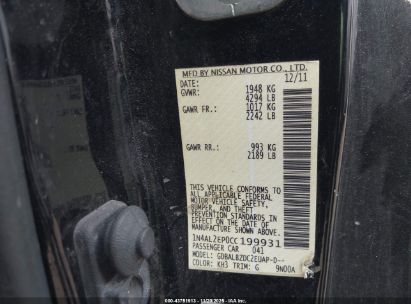 MFD BY NISSAN MOTOR CO., LTD.
DATE: 12/11
GVWR: 1948 KG
4294 LB
GAWR FR.: 1017 KG
2242 LB
GAWR RR.: 993 KG
2189 LB
THIS VEHICLE CONFORMS TO
ALL APPLICABLE FEDERAL
MOTOR VEHICLE SAFETY,
BUMPER, AND THEFT
PREVENTION STANDARDS
IN EFFECT ON THE DATE OF
MANUFACTURE SHOWN ABOVE.
1N4AL2EP0CC199931
PASSENGER CAR 041
MODEL: GDBALBZDC2EUAP-D--
COLOR: KH3 TRIM: G 9N00A